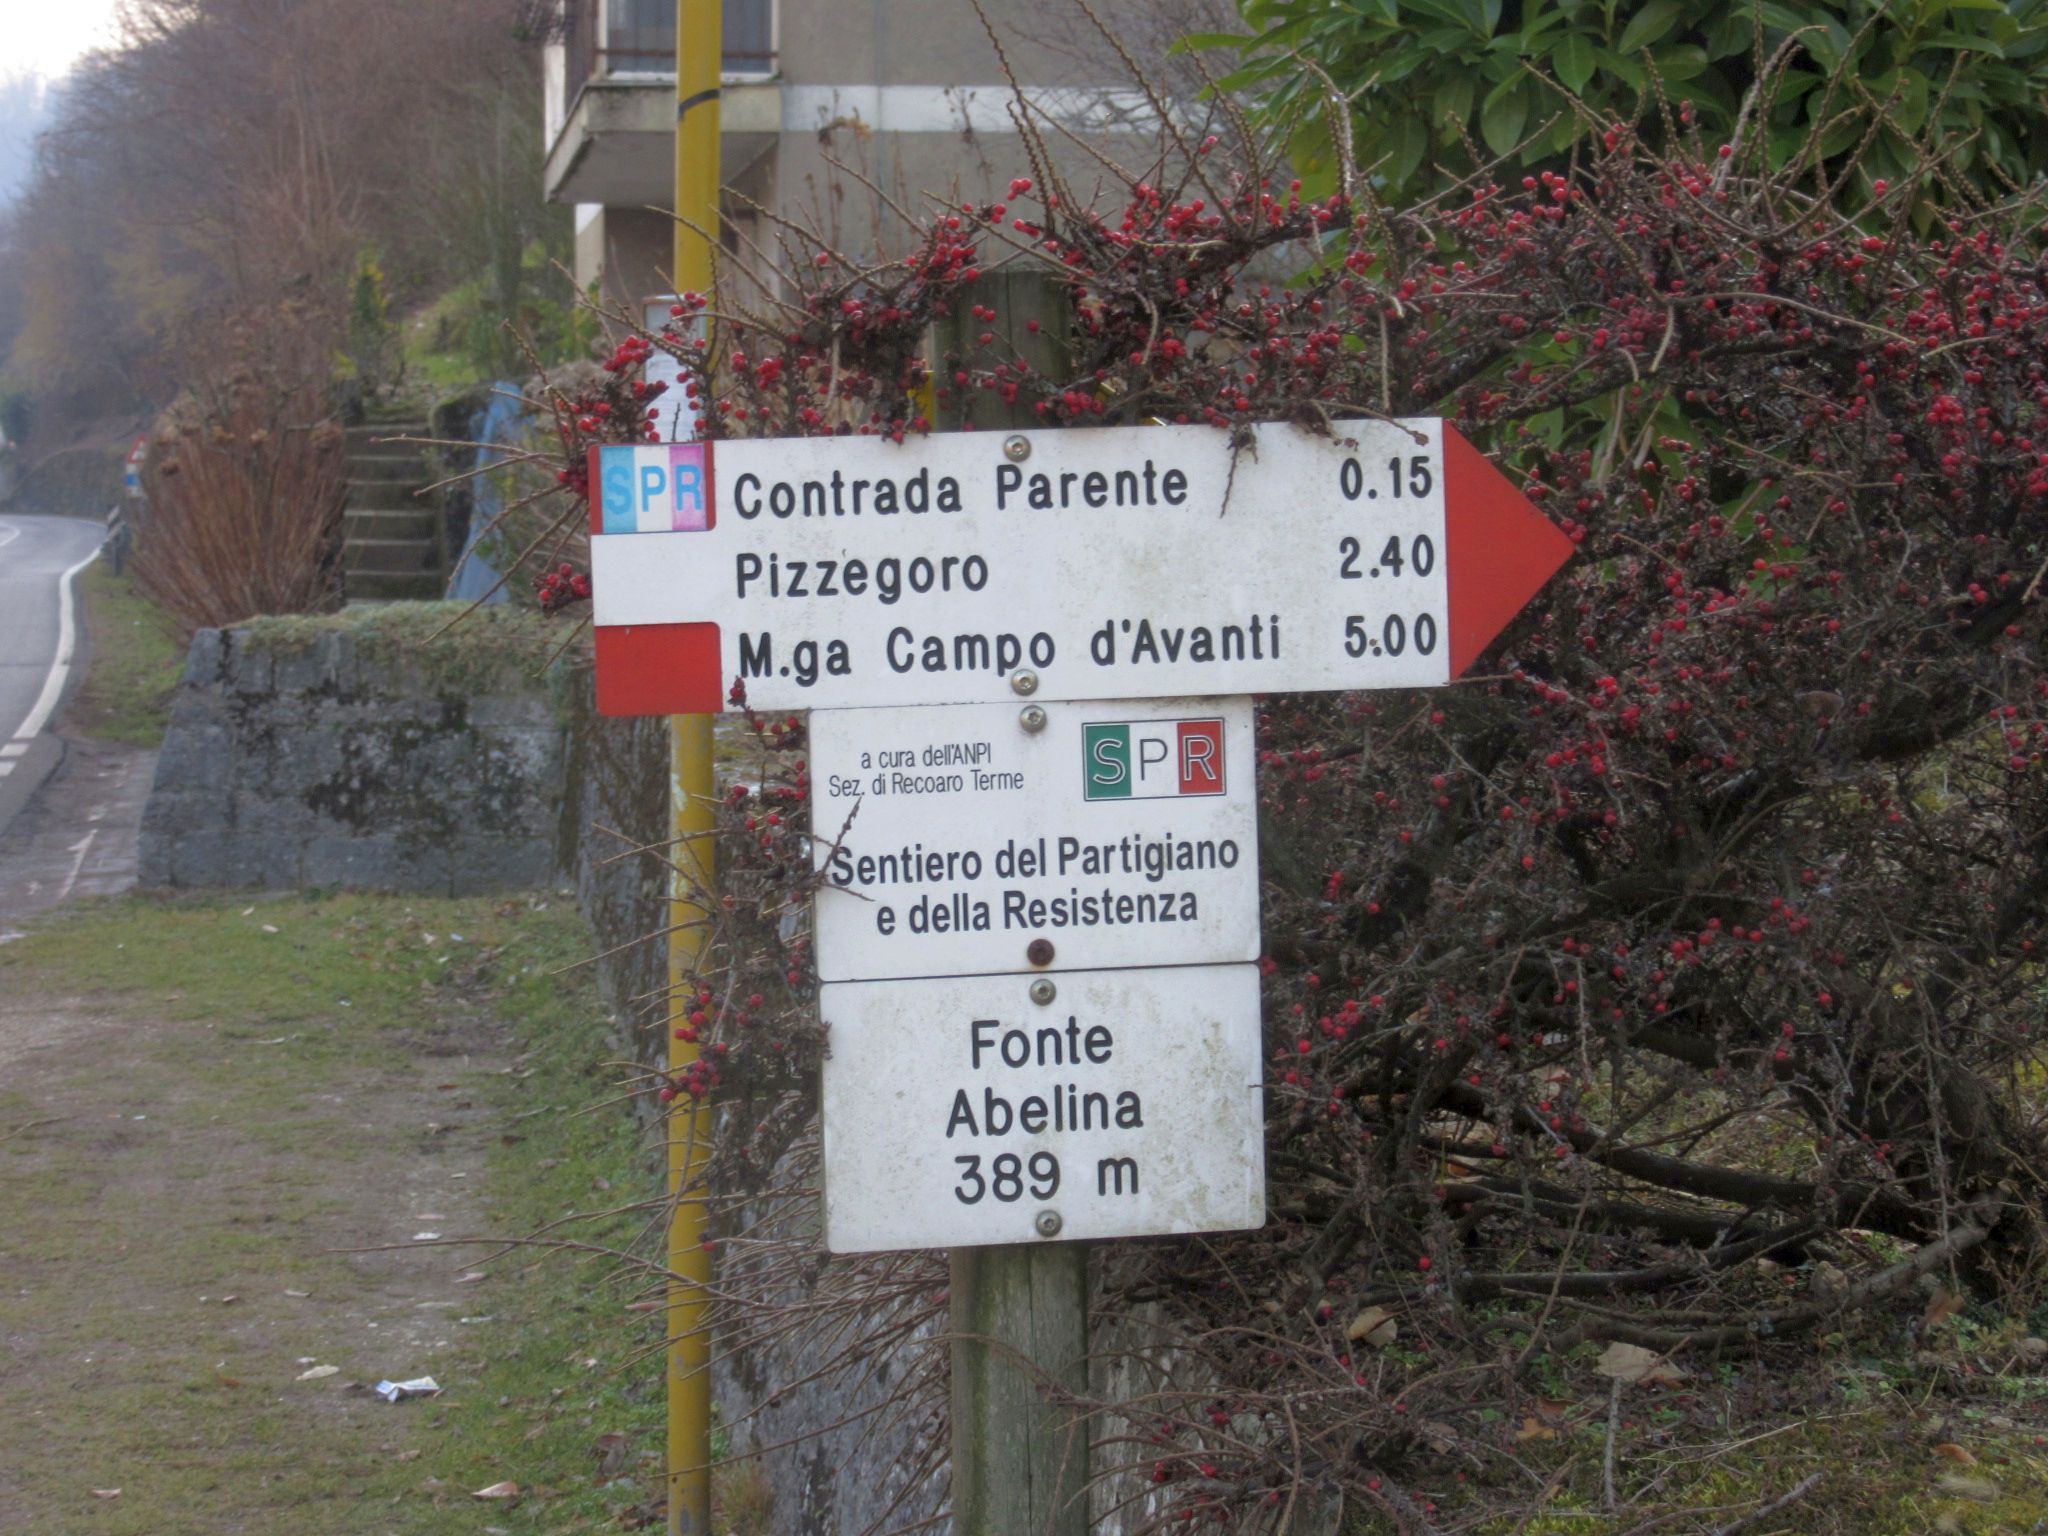 SPR Contrada Parente 0.15
Pizzegoro 2.40
M.ga Campo d'Avanti 5.00
a cura dell'ANPI
Sez. di Recoaro Terme
SPR
Sentiero del Partigiano
e della Resistenza
Fonte
Abelina
389 m